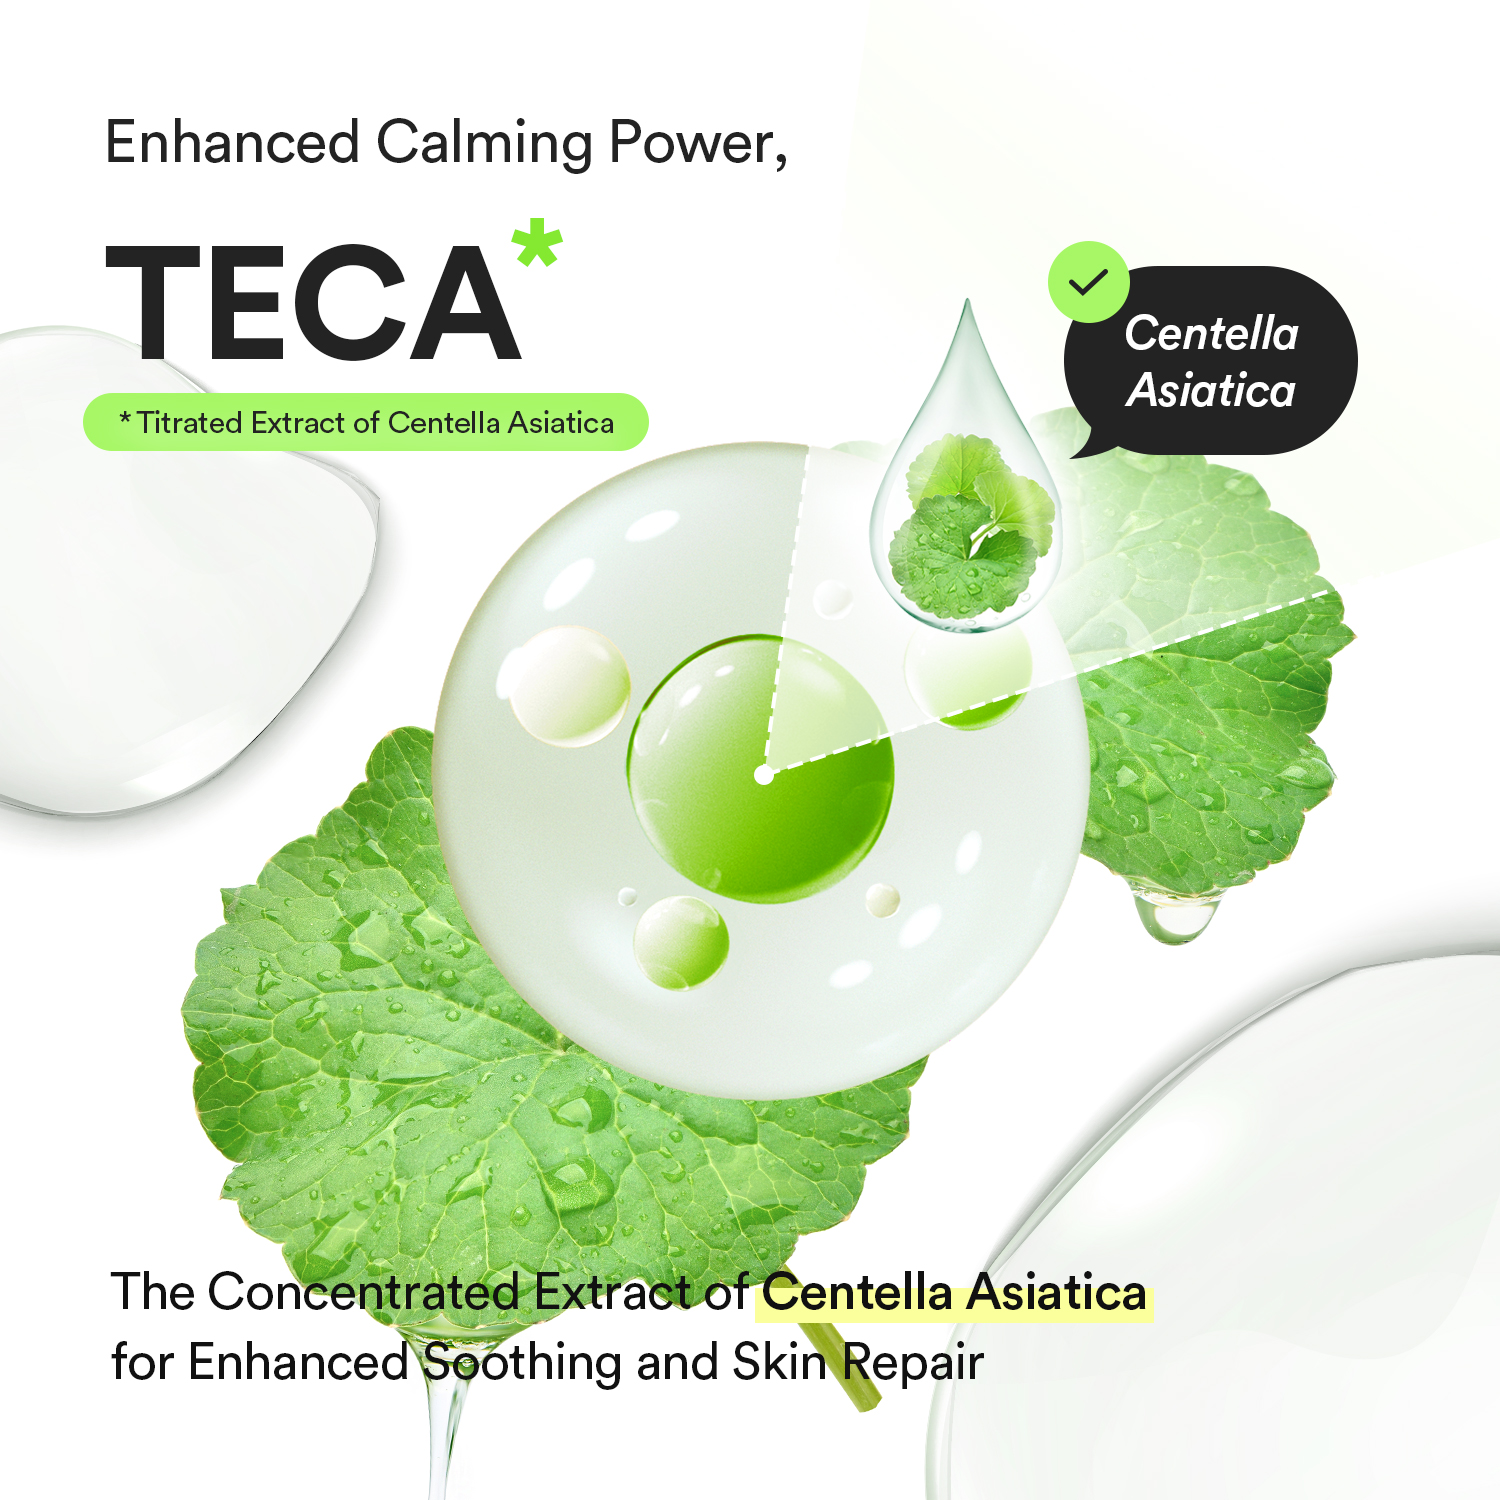 Enhanced Calming Power,
TECA*
* Titrated Extract of Centella Asiatica
Centella
Asiatica
The Concentrated Extract of Centella Asiatica
for Enhanced Soothing and Skin Repair